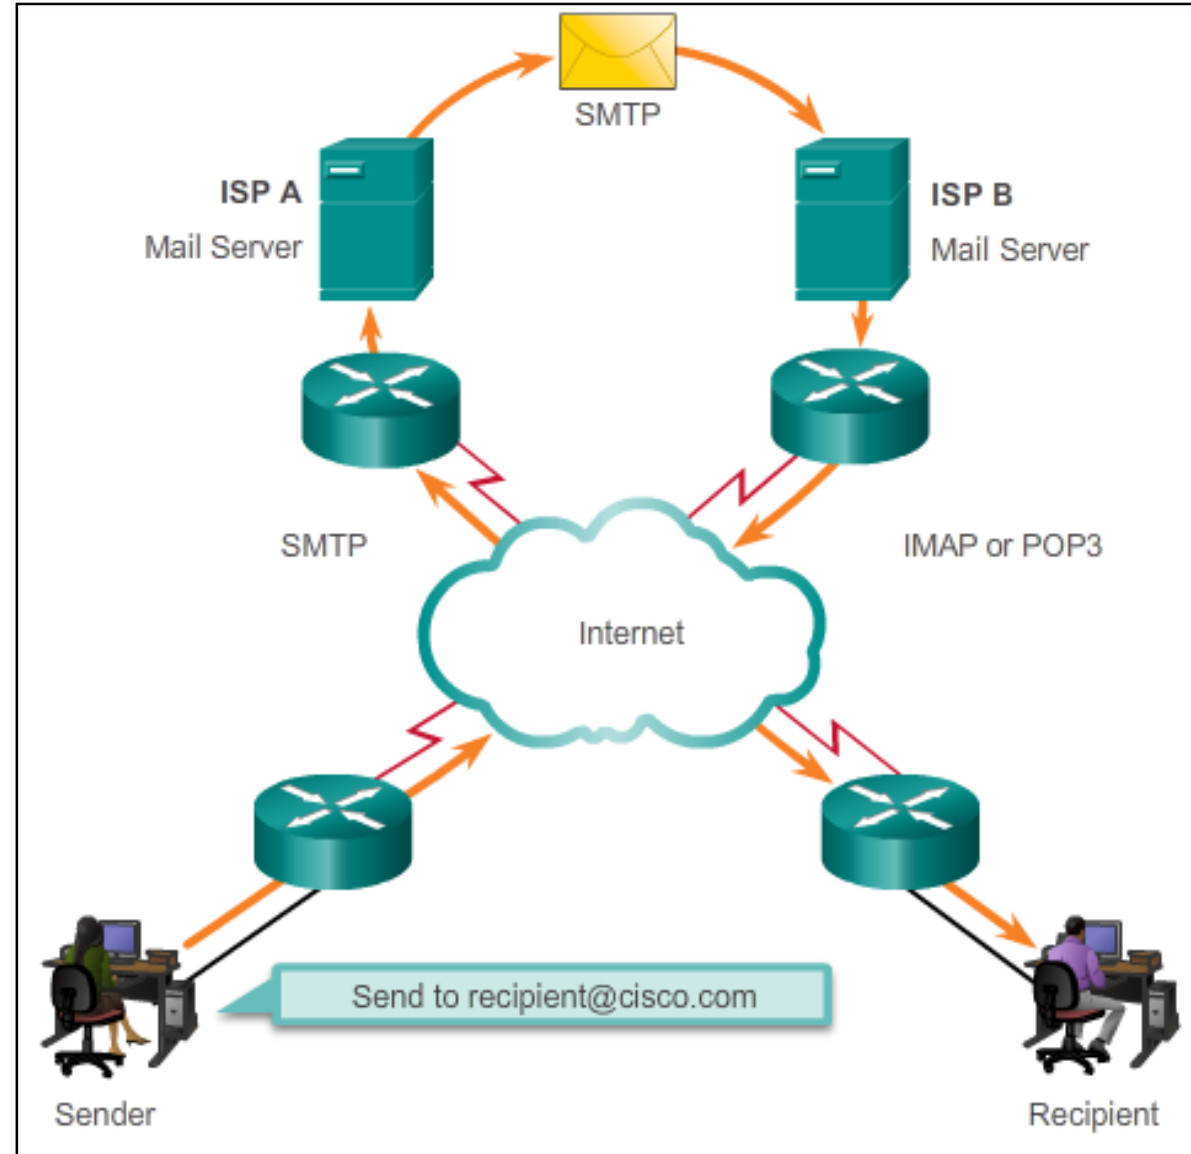 SMTP
ISP A
Mail Server
ISP B
Mail Server
SMTP
IMAP or POP3
Internet
Send to recipient@cisco.com
Sender
Recipient